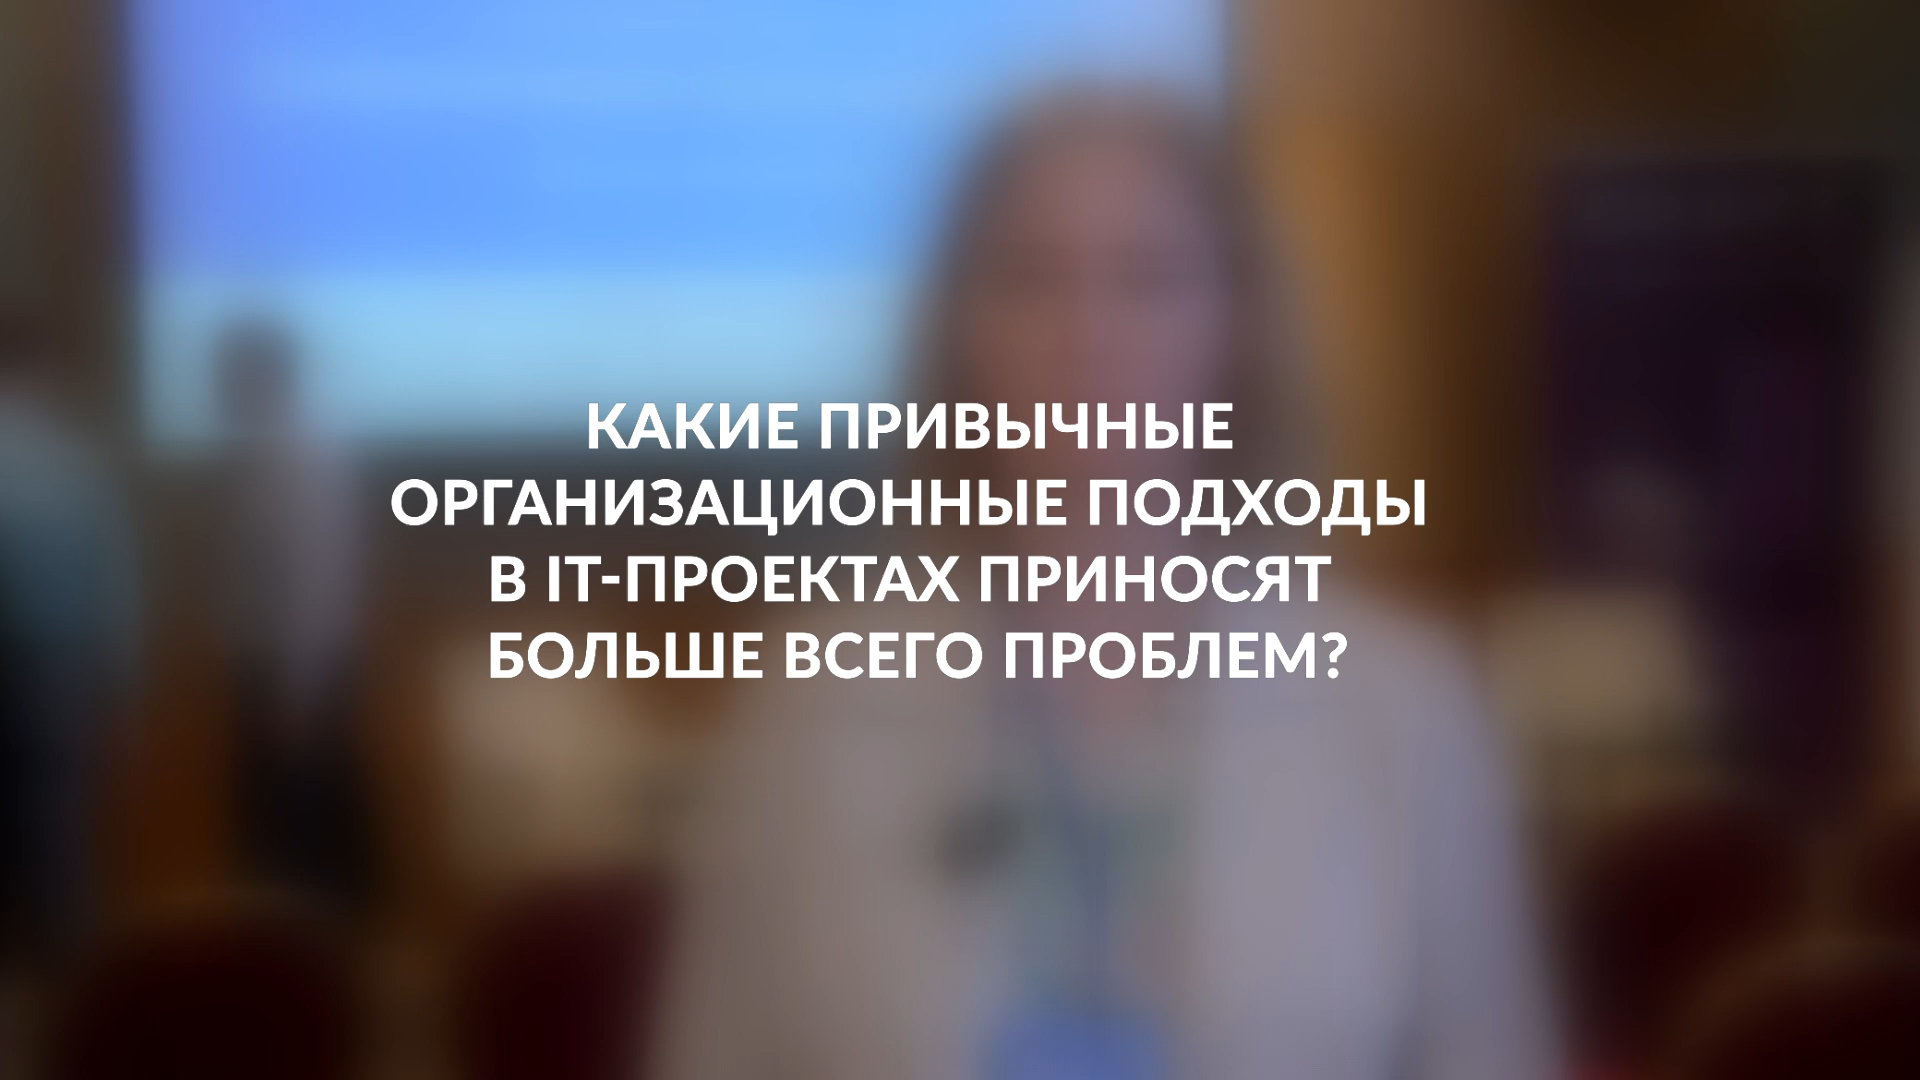 КАКИЕ ПРИВЫЧНЫЕ
ОРГАНИЗАЦИОННЫЕ ПОДХОДЫ
В IT-ПРОЕКТАХ ПРИНОСЯТ
БОЛЬШЕ ВСЕГО ПРОБЛЕМ?